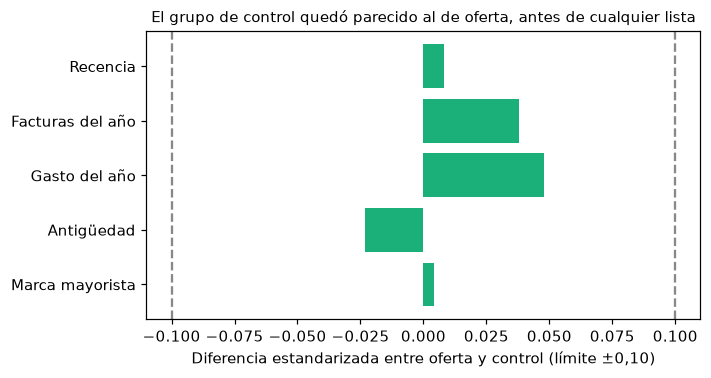 El grupo de control quedó parecido al de oferta, antes de cualquier lista
Recencia
Facturas del año
Gasto del año
Antigüedad
Marca mayorista
−0.100 −0.075 −0.050 −0.025 0.000 0.025 0.050 0.075 0.100
Diferencia estandarizada entre oferta y control (límite ±0,10)